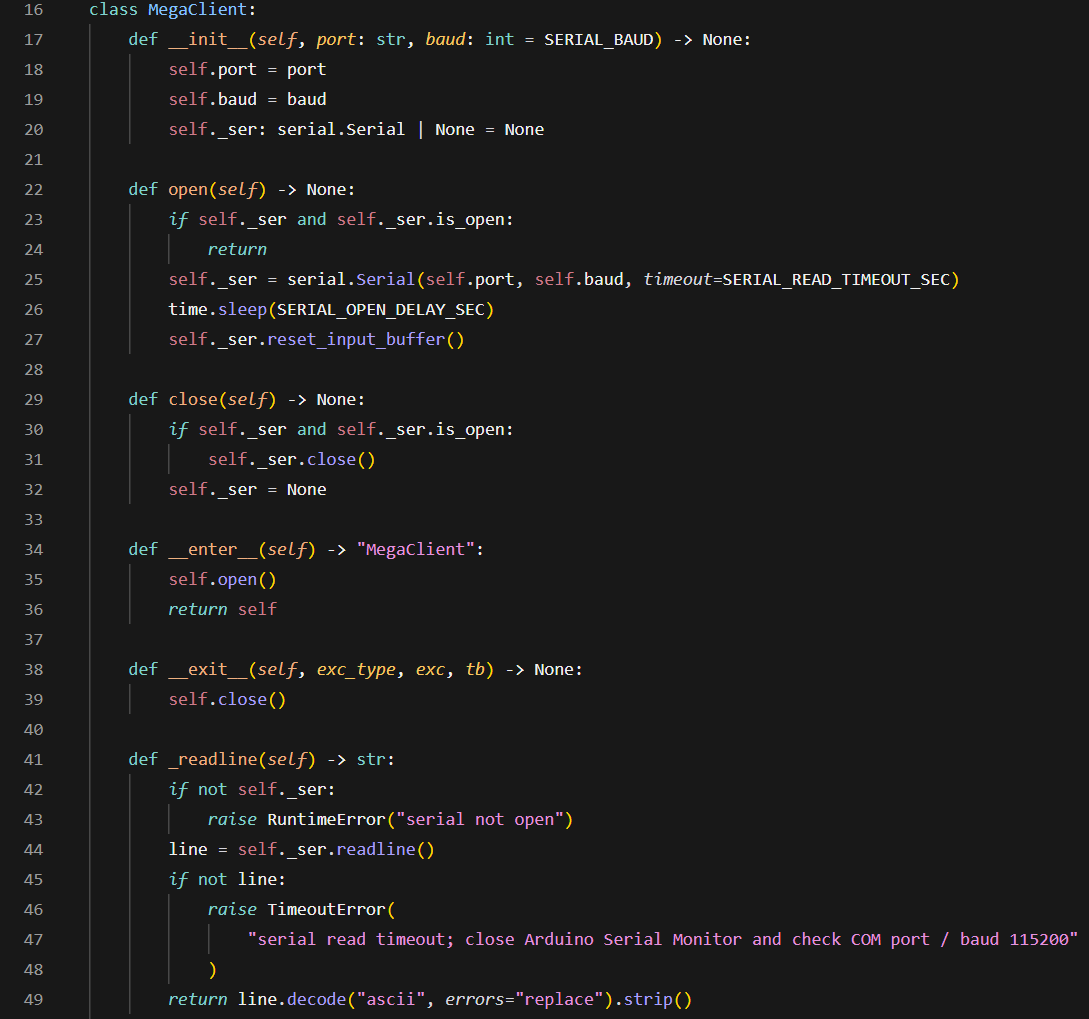 16 class MegaClient:
17     def __init__(self, port: str, baud: int = SERIAL_BAUD) -> None:
18         self.port = port
19         self.baud = baud
20         self._ser: serial.Serial | None = None
21
22     def open(self) -> None:
23         if self._ser and self._ser.is_open:
24             return
25         self._ser = serial.Serial(self.port, self.baud, timeout=SERIAL_READ_TIMEOUT_SEC)
26         time.sleep(SERIAL_OPEN_DELAY_SEC)
27         self._ser.reset_input_buffer()
28
29     def close(self) -> None:
30         if self._ser and self._ser.is_open:
31             self._ser.close()
32         self._ser = None
33
34     def __enter__(self) -> "MegaClient":
35         self.open()
36         return self
37
38     def __exit__(self, exc_type, exc, tb) -> None:
39         self.close()
40
41     def _readline(self) -> str:
42         if not self._ser:
43             raise RuntimeError("serial not open")
44         line = self._ser.readline()
45         if not line:
46             raise TimeoutError(
47                 "serial read timeout; close Arduino Serial Monitor and check COM port / baud 115200"
48             )
49         return line.decode("ascii", errors="replace").strip()